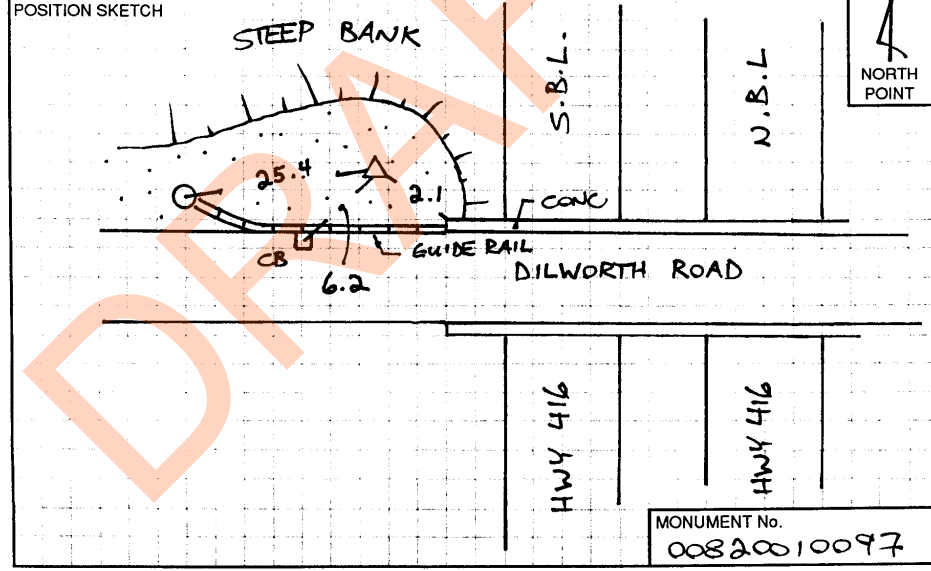 POSITION SKETCH
STEEP BANK
S.B.L.
N.B.L
NORTH
POINT
25.4
2.1
CONC
CB
GUIDE RAIL
6.2
DILWORTH ROAD
HWY 416
HWY 416
MONUMENT No.
00820010097
DRAFT